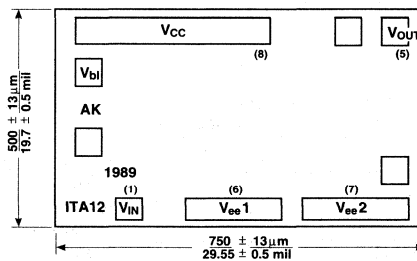 VCC VOUT
(8) (5)
Vbl
AK
1989
(1) (6) (7)
ITA12 VIN Vee1 Vee2
500 ± 13μm
19.7 ± 0.5 mil
750 ± 13μm
29.55 ± 0.5 mil